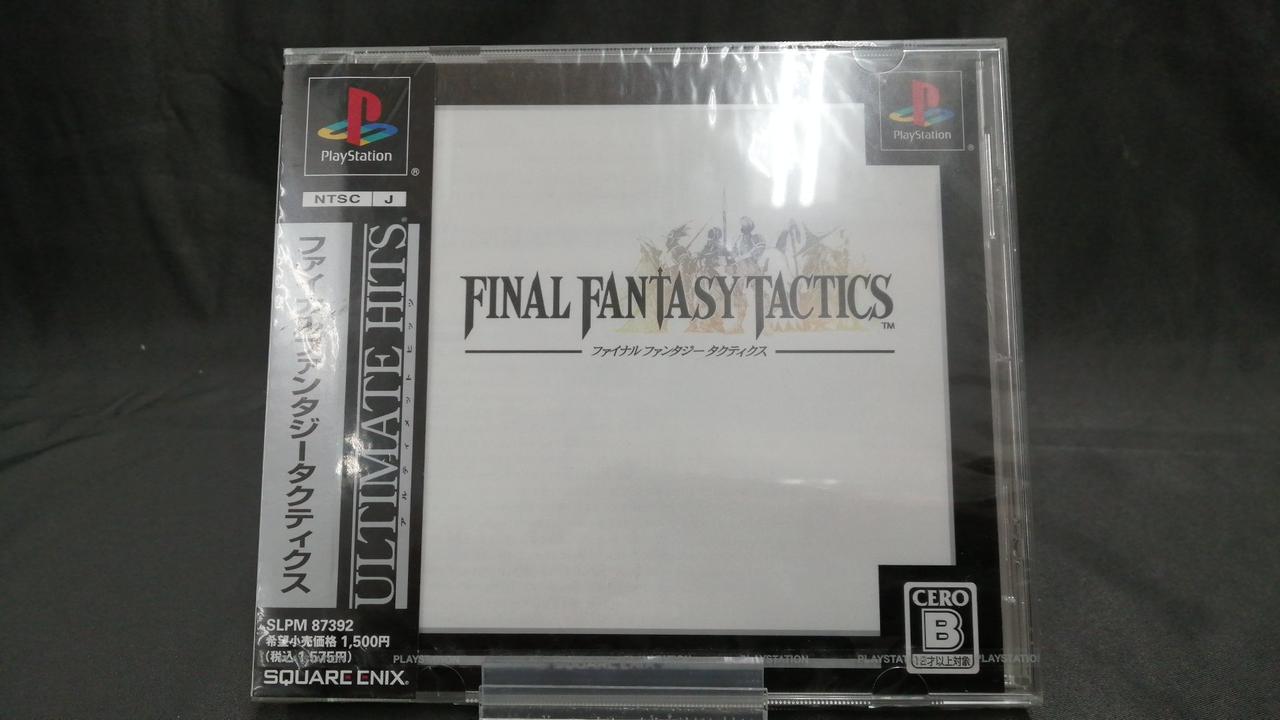 PlayStation
®
NTSC J
ファイナルファンタジータクティクス
ULTIMATE HITS®
アルティメットヒッツ
SLPM 87392
希望小売価格 1,500円
(税込 1,575円)
SQUARE ENIX®
PlayStation
®
FINAL FANTASY TACTICS™
ファイナルファンタジー タクティクス
CERO
B
12才以上対象
PLAYSTATION